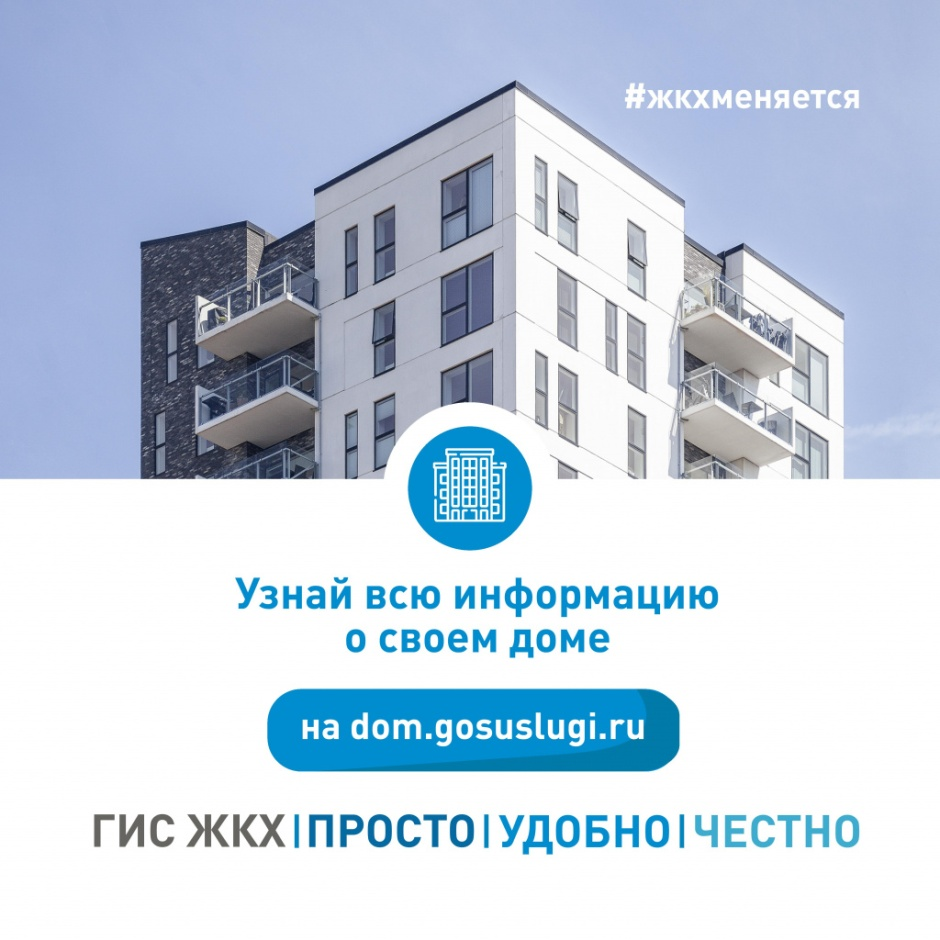 #жкхменяется
Узнай всю информацию
о своем доме
на dom.gosuslugi.ru
ГИС ЖКХ|ПРОСТО|УДОБНО|ЧЕСТНО